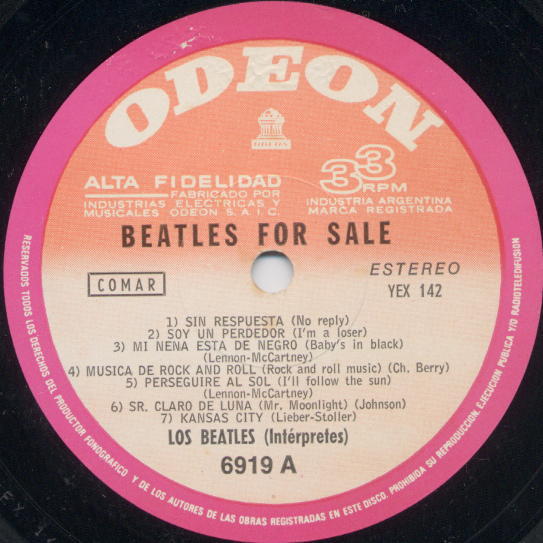 ODEON
ALTA FIDELIDAD
FABRICADO POR
INDUSTRIAS ELECTRICAS Y
MUSICALES ODEON S.A.I.C.
33 RPM
INDUSTRIA ARGENTINA
MARCA REGISTRADA
BEATLES FOR SALE
COMAR
ESTEREO
YEX 142
1) SIN RESPUESTA (No reply)
2) SOY UN PERDEDOR (I'm a loser)
3) MI NENA ESTA DE NEGRO (Baby's in black)
(Lennon-McCartney)
4) MUSICA DE ROCK AND ROLL (Rock and roll music) (Ch. Berry)
5) PERSEGUIRE AL SOL (I'll follow the sun)
(Lennon-McCartney)
6) SR. CLARO DE LUNA (Mr. Moonlight) (Johnson)
7) KANSAS CITY (Lieber-Stoller)
LOS BEATLES (Intérpretes)
6919 A
RESERVADOS TODOS LOS DERECHOS DEL PRODUCTOR FONOGRAFICO Y DE LOS AUTORES DE LAS OBRAS REGISTRADAS EN ESTE DISCO. PROHIBIDA SU REPRODUCCION, EJECUCION PUBLICA Y/O RADIOTELEDIFUSION